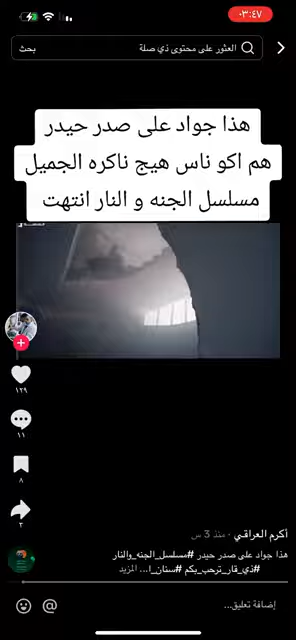 ٠٣:٤٧
العثور على محتوى ذي صلة
بحث
هذا جواد على صدر حيدر
هم اكو ناس هيج ناكره الجميل
مسلسل الجنه و النار انتهت
١٢٩
١١
٨
٣
أكرم العراقي · منذ 3 س
هذا جواد على صدر حيدر #مسلسل_الجنه_والنار
#ذي_قار_ترحب_بكم #سنان_ا... المزيد
إضافة تعليق...